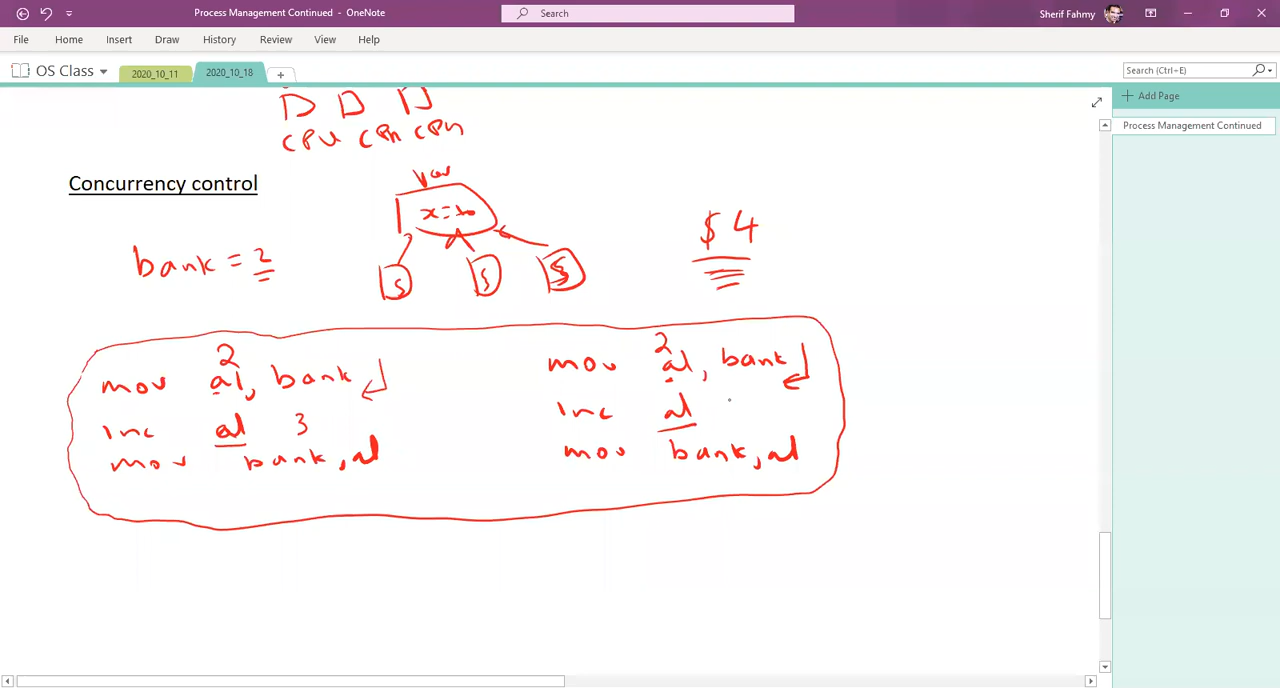 Process Management Continued - OneNote
Search
Sherif Fahmy
File Home Insert Draw History Review View Help
OS Class 2020_10_11 2020_10_18 +
Search (Ctrl+E)
Add Page
Process Management Continued
D D D
CPU CPU CPU
Concurrency control
Var
x=
$4
bank = 2
2
mov al, bank
inc al 3
mov bank, al
2
mov al, bank
inc al
mov bank, al